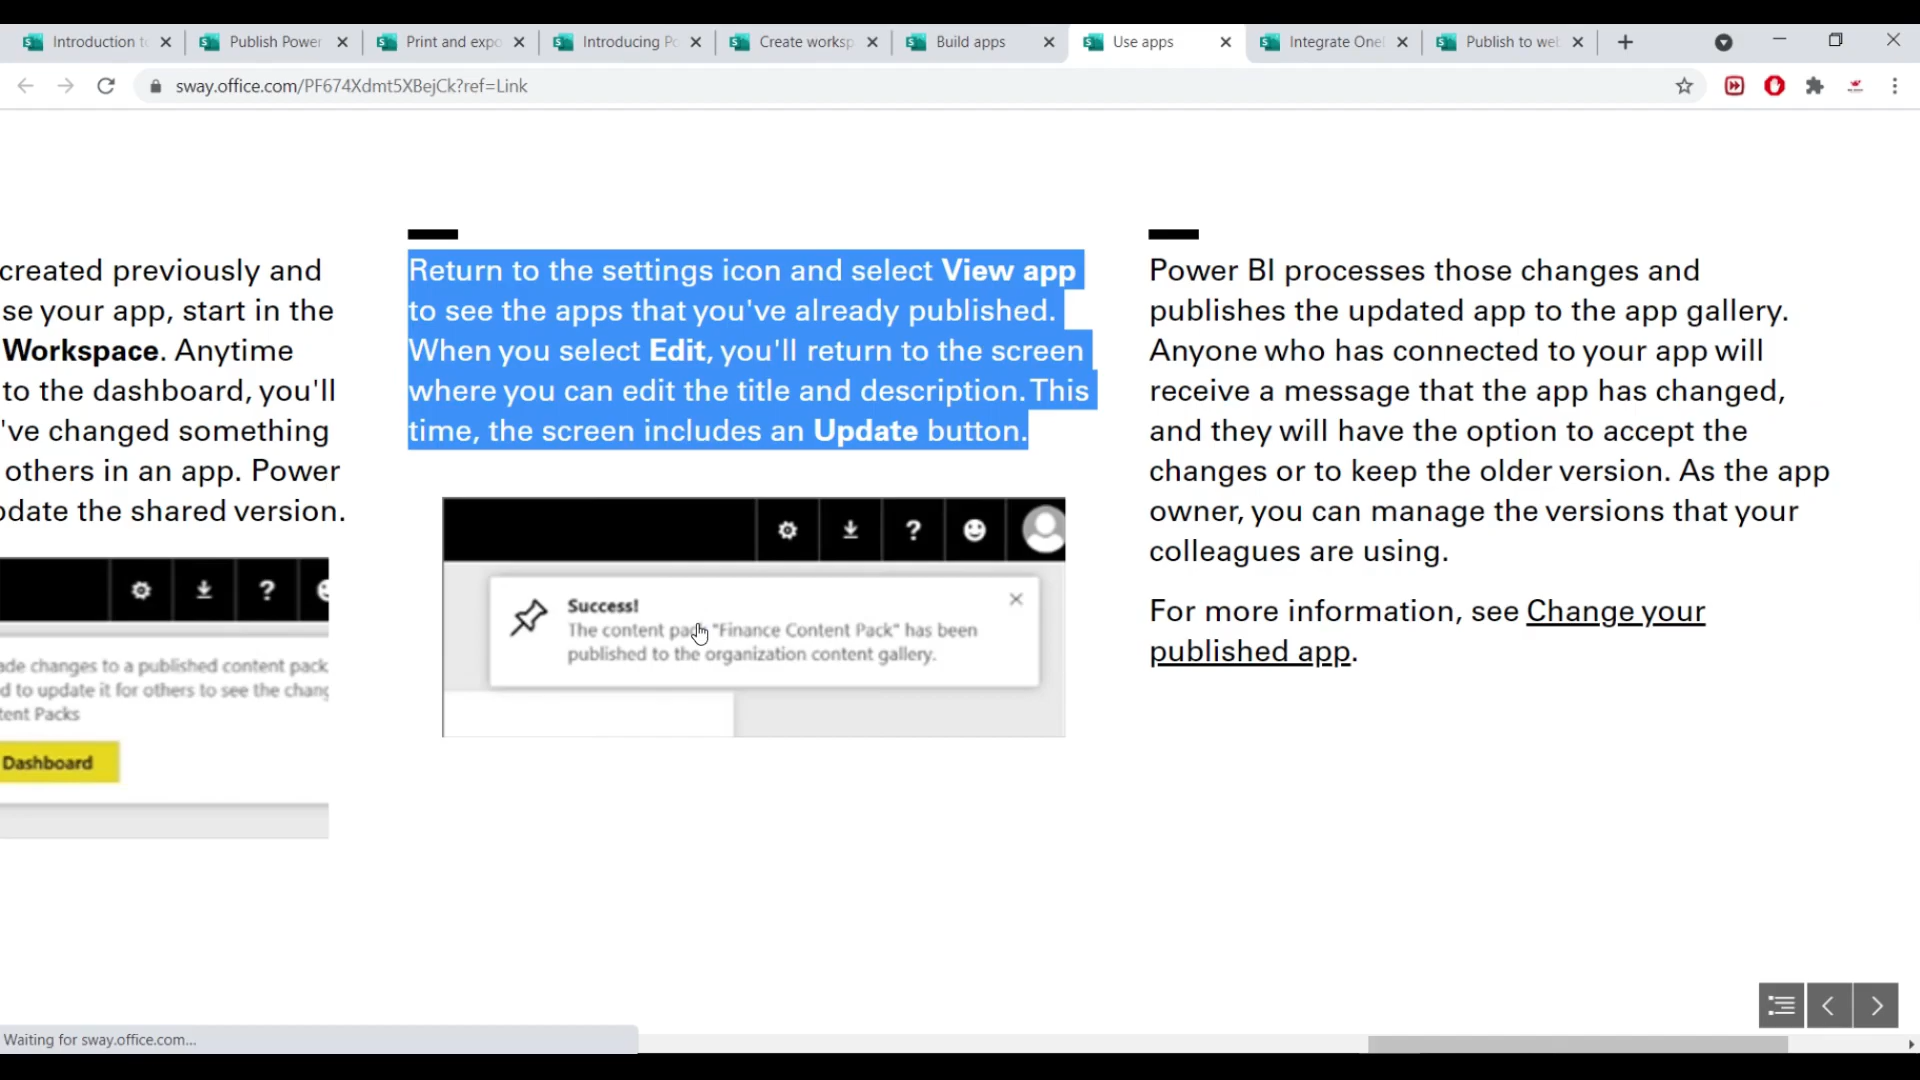 Introduction to
Publish Power
Print and expo
Introducing Po
Create worksp
Build apps
Use apps
Integrate OneD
Publish to web
sway.office.com/PF674Xdmt5XBejCk?ref=Link
created previously and
se your app, start in the
Workspace. Anytime
to the dashboard, you'll
've changed something
others in an app. Power
pdate the shared version.
ade changes to a published content pack
d to update it for others to see the chang
tent Packs
Dashboard
Return to the settings icon and select View app
to see the apps that you've already published.
When you select Edit, you'll return to the screen
where you can edit the title and description. This
time, the screen includes an Update button.
?
Success!
The content pack "Finance Content Pack" has been
published to the organization content gallery.
Power BI processes those changes and
publishes the updated app to the app gallery.
Anyone who has connected to your app will
receive a message that the app has changed,
and they will have the option to accept the
changes or to keep the older version. As the app
owner, you can manage the versions that your
colleagues are using.
For more information, see Change your
published app.
Waiting for sway.office.com...